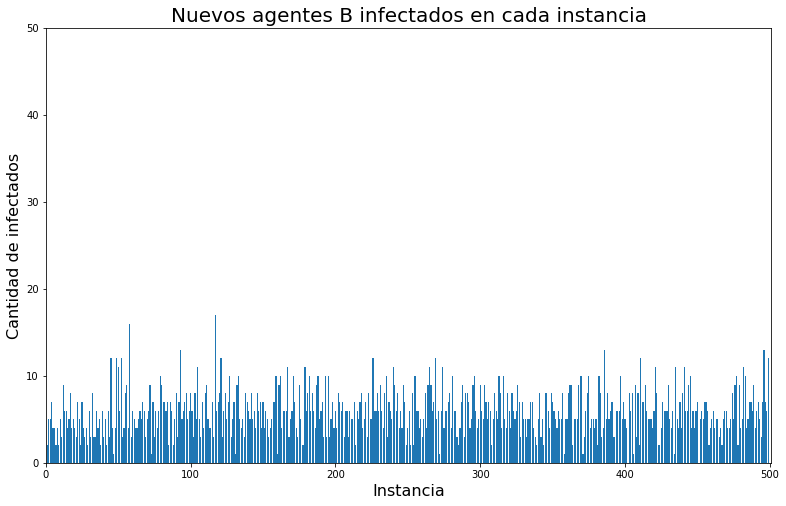 Nuevos agentes B infectados en cada instancia
50
40
30
20
10
0
Cantidad de infectados
0 100 200 300 400 500
Instancia